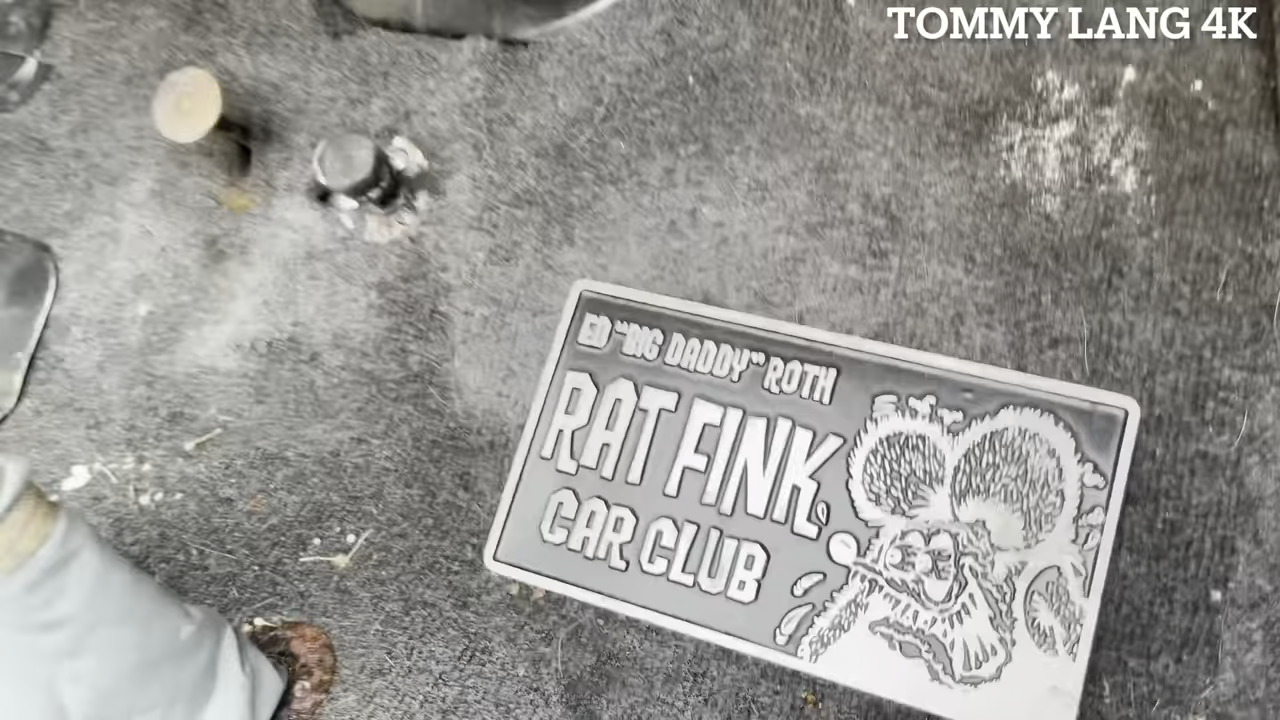 TOMMY LANG 4K
ED "BIG DADDY" ROTH
RAT FINK
CAR CLUB